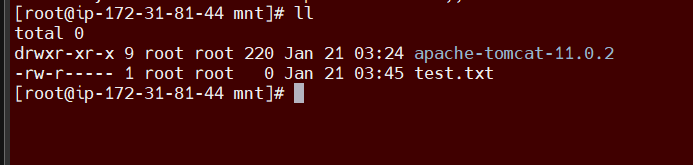 [root@ip-172-31-81-44 mnt]# ll
total 0
drwxr-xr-x 9 root root 220 Jan 21 03:24 apache-tomcat-11.0.2
-rw-r----- 1 root root   0 Jan 21 03:45 test.txt
[root@ip-172-31-81-44 mnt]#